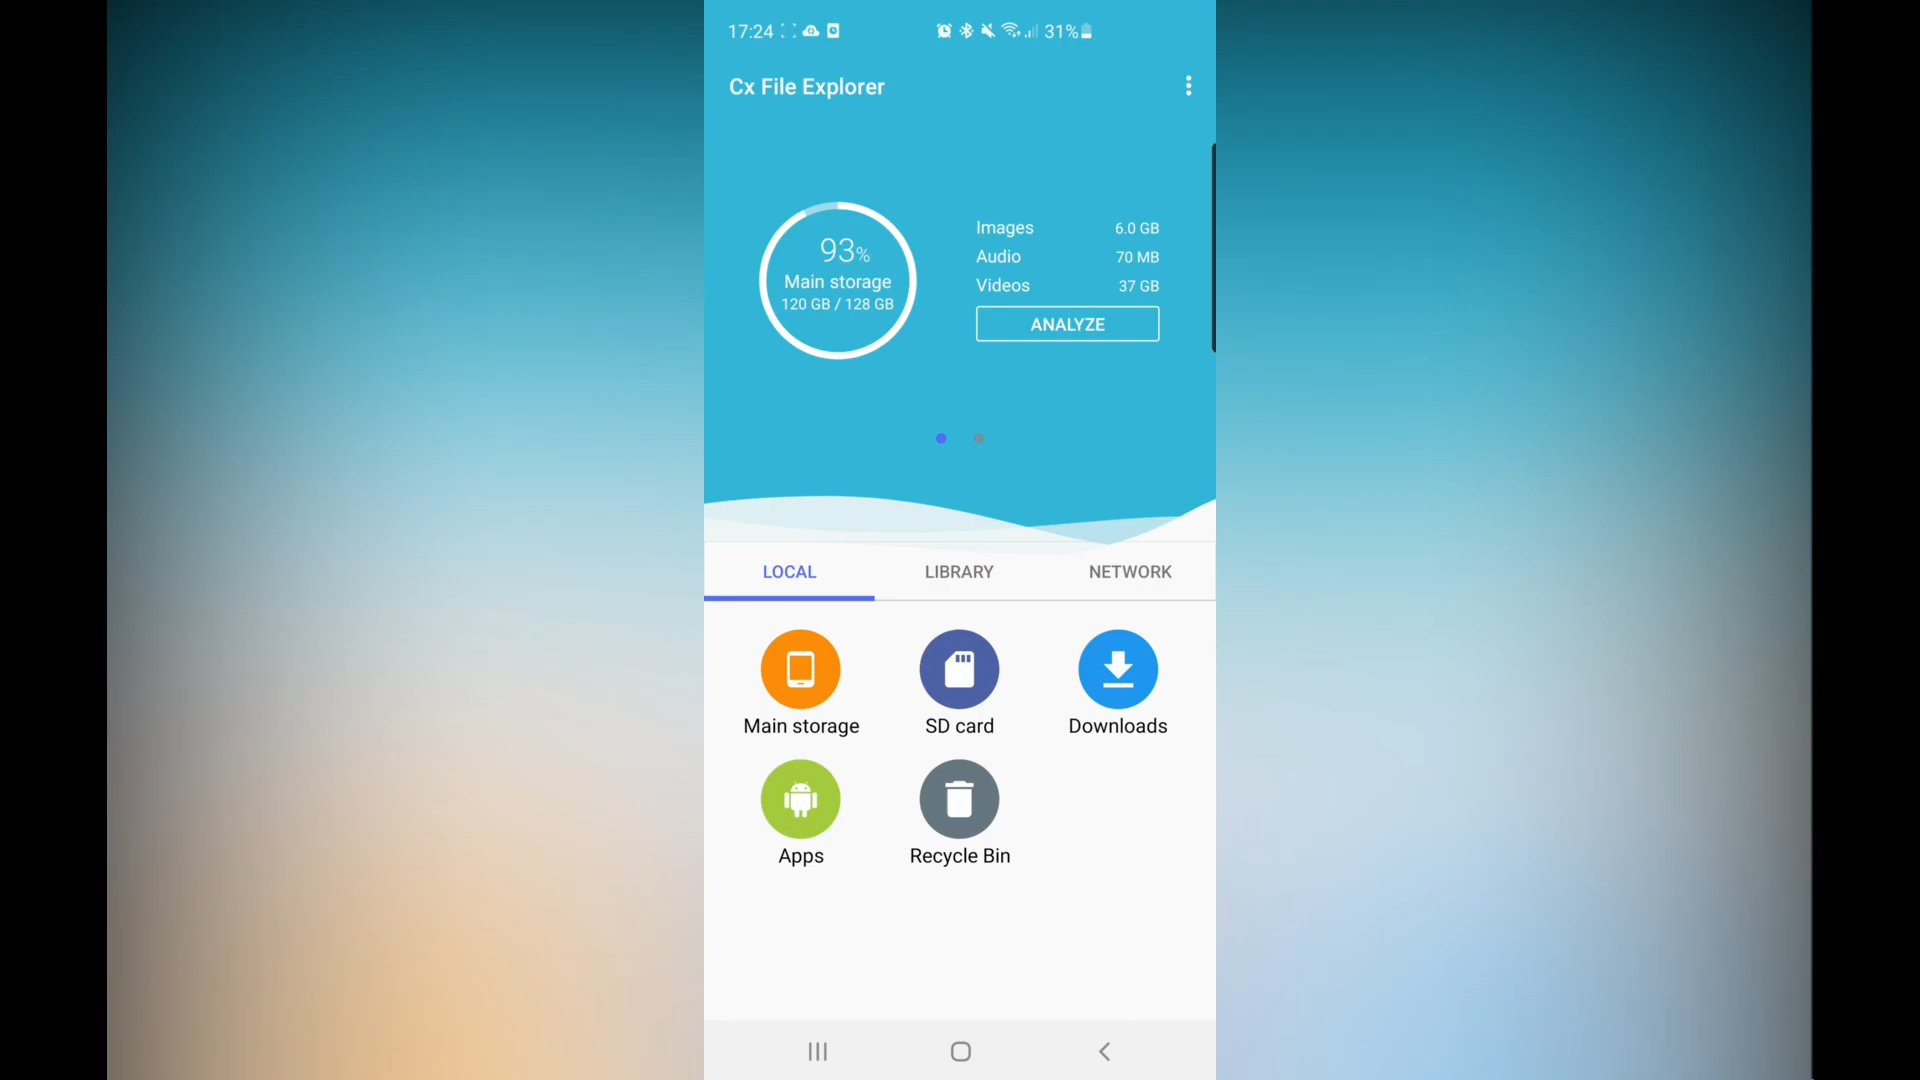 17:24 31%
Cx File Explorer
93%
Main storage
120 GB / 128 GB
Images 6.0 GB
Audio 70 MB
Videos 37 GB
ANALYZE
LOCAL LIBRARY NETWORK
Main storage SD card Downloads
Apps Recycle Bin